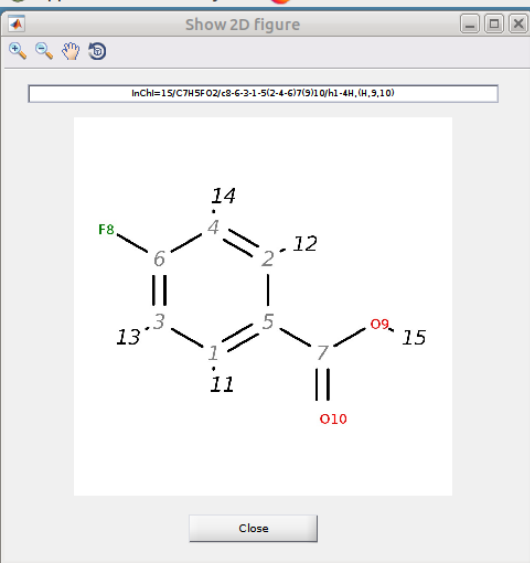 Show 2D figure
InChI=1S/C7H5FO2/c8-6-3-1-5(2-4-6)7(9)10/h1-4H,(H,9,10)
14
F8 4
6 2 12
13 3 5 O9 15
1 7
11
O10
Close